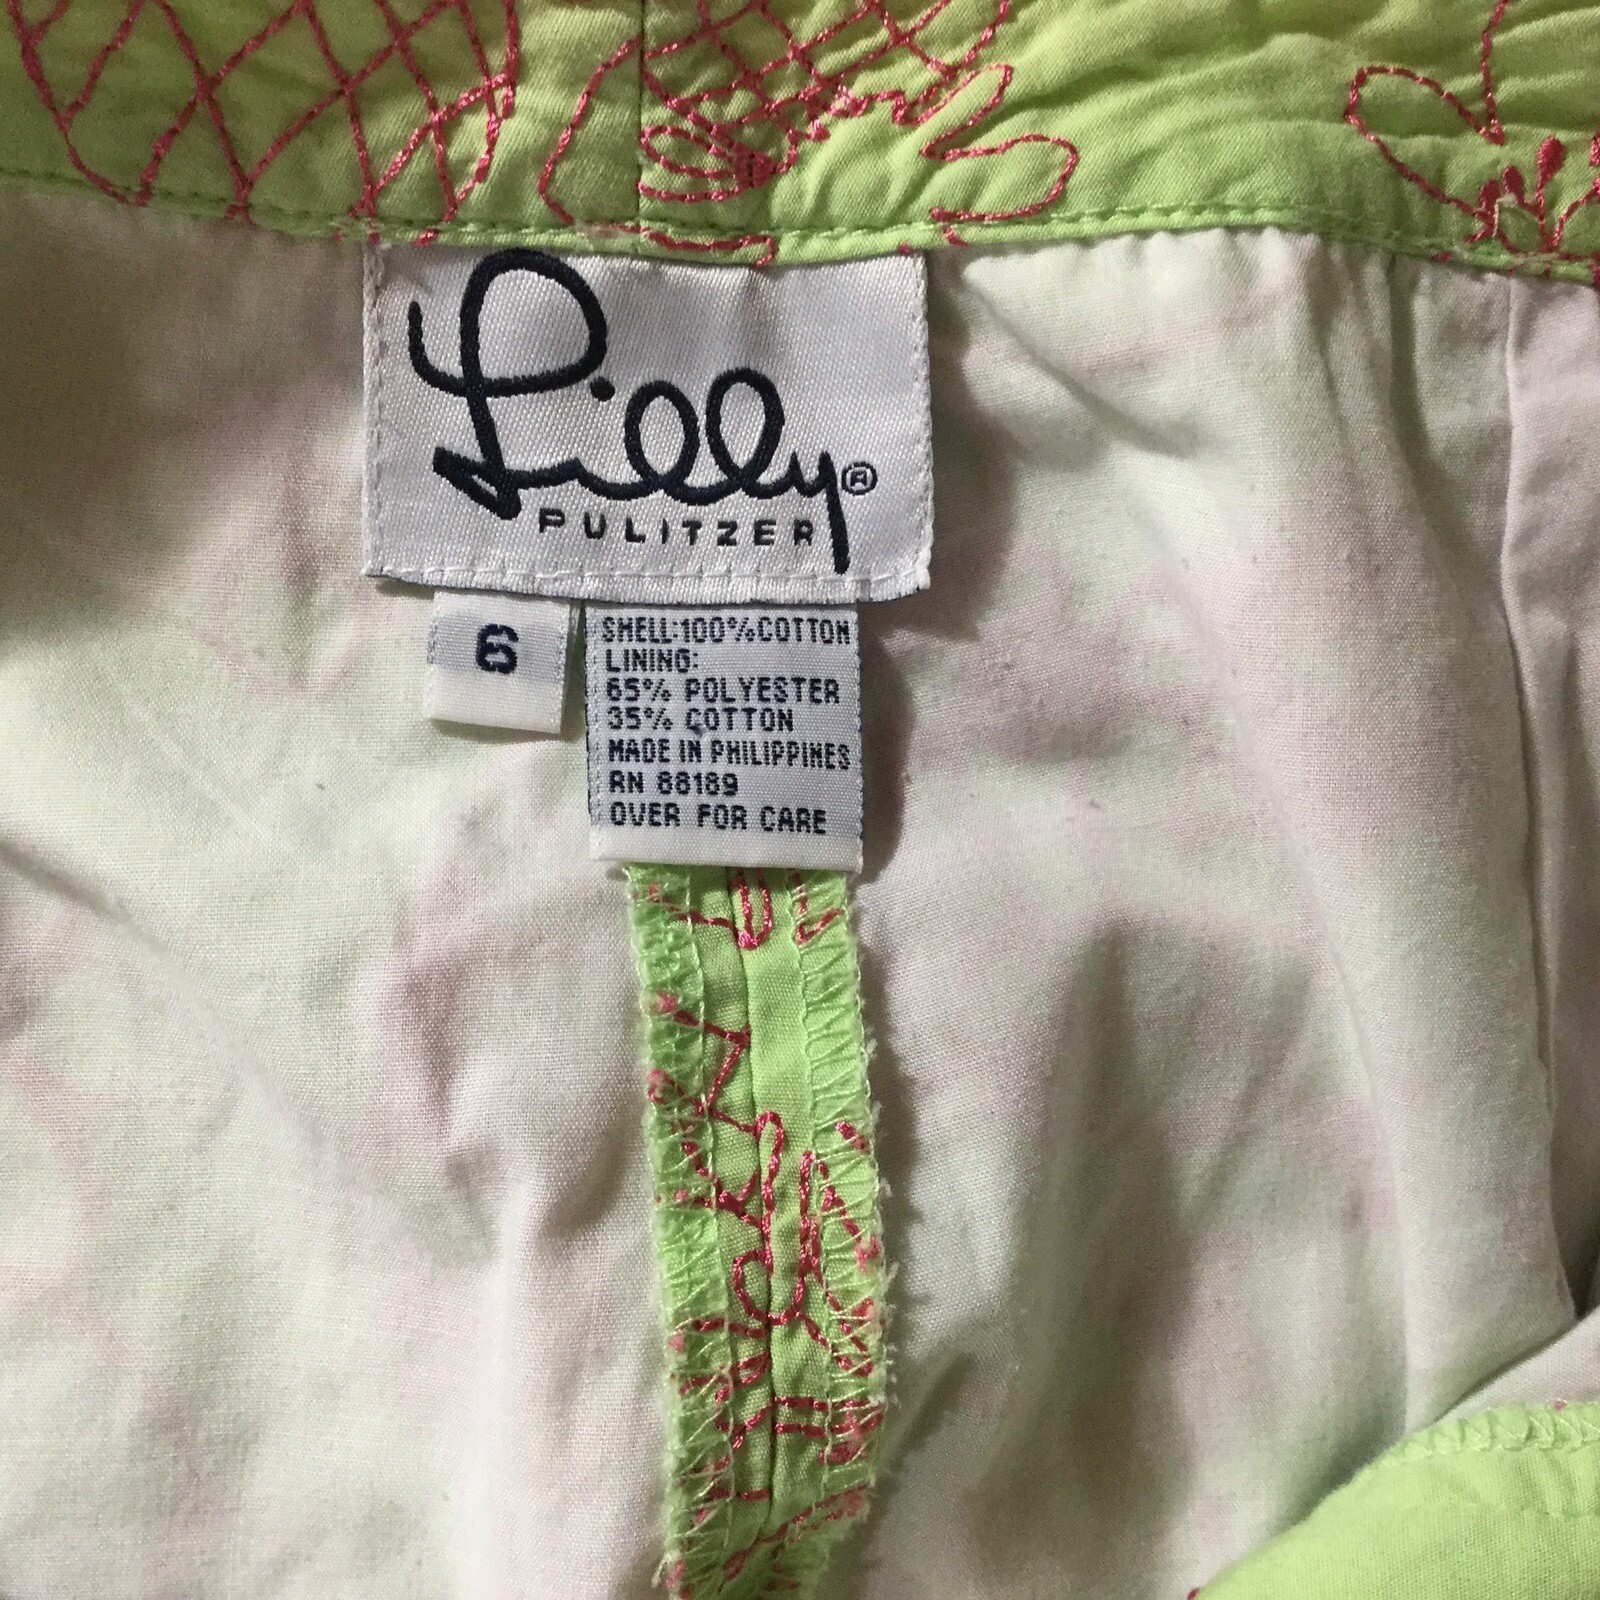 Lilly®
PULITZER
6
SHELL:100%COTTON
LINING:
65% POLYESTER
35% COTTON
MADE IN PHILIPPINES
RN 88189
OVER FOR CARE